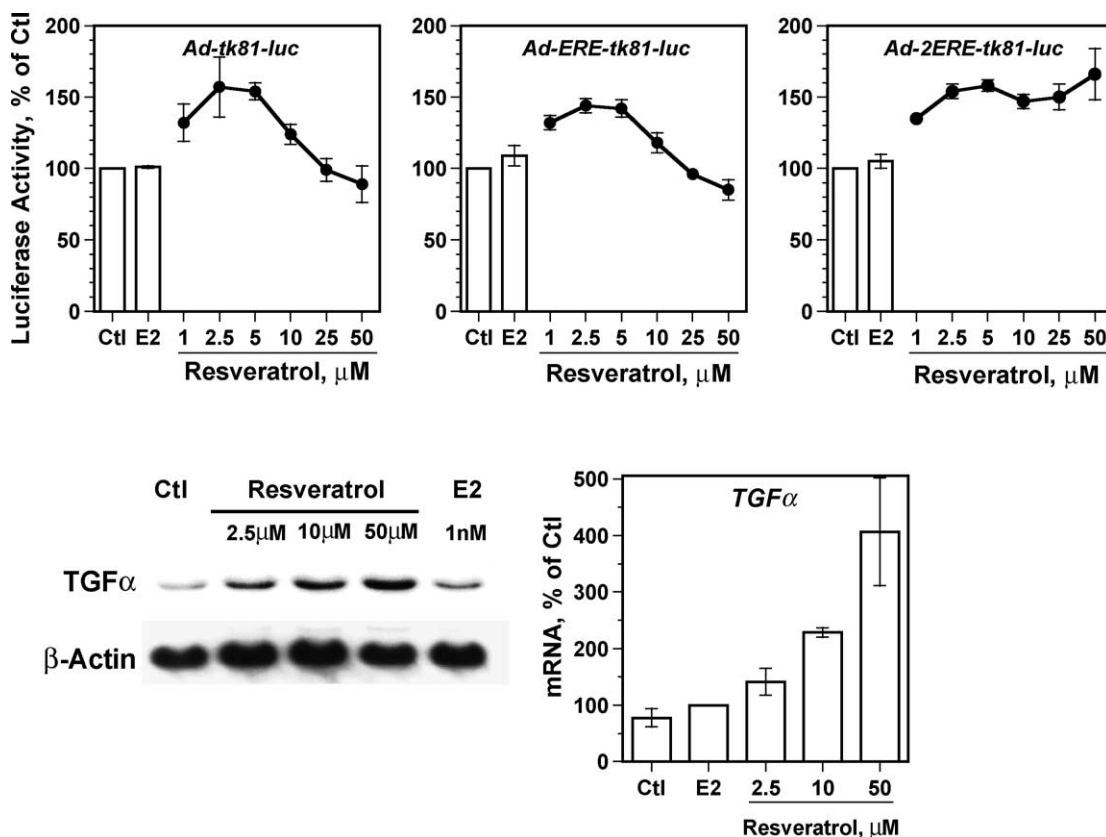 Luciferase Activity, % of Ctl
200
150
100
50
0
Ad-tk81-luc
Ctl E2 1 2.5 5 10 25 50
Resveratrol, μM
200
150
100
50
0
Ad-ERE-tk81-luc
Ctl E2 1 2.5 5 10 25 50
Resveratrol, μM
200
150
100
50
0
Ad-2ERE-tk81-luc
Ctl E2 1 2.5 5 10 25 50
Resveratrol, μM
Ctl Resveratrol E2
2.5μM 10μM 50μM 1nM
TGFα
β-Actin
mRNA, % of Ctl
500
400
300
200
100
0
TGFα
Ctl E2 2.5 10 50
Resveratrol, μM